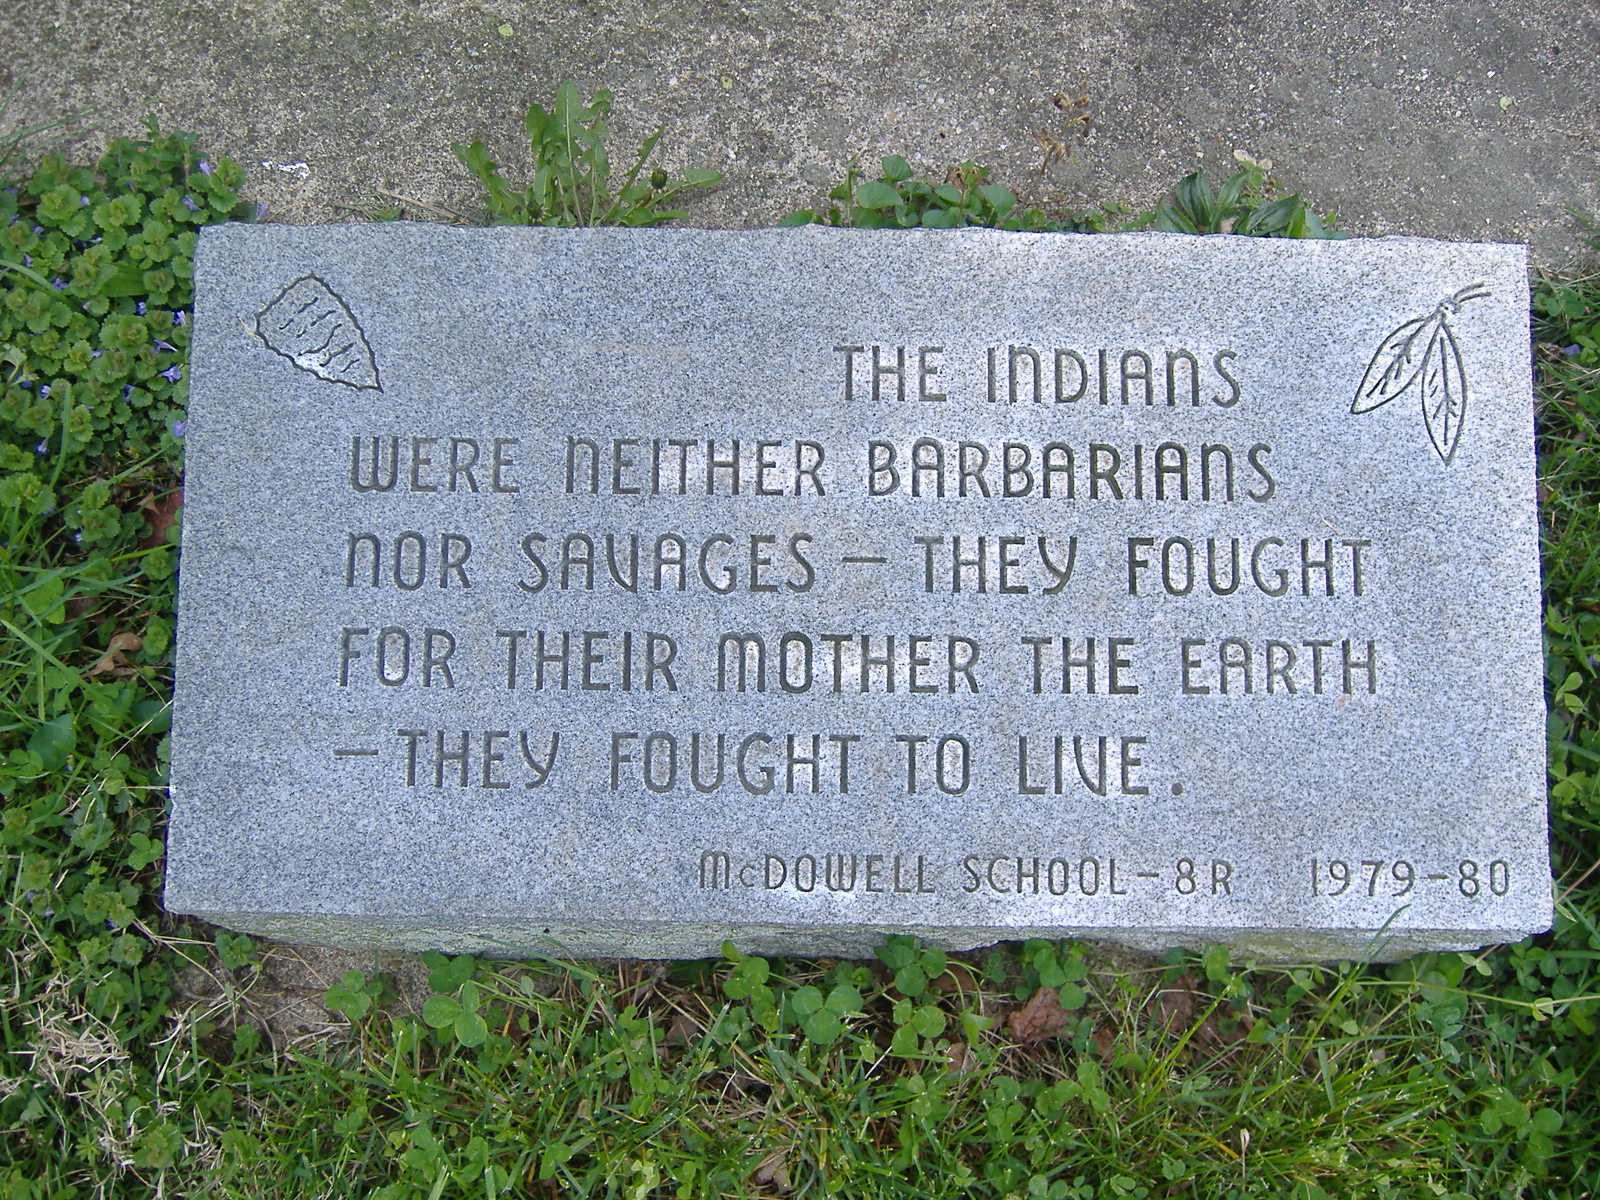 THE INDIANS
WERE NEITHER BARBARIANS
NOR SAVAGES — THEY FOUGHT
FOR THEIR MOTHER THE EARTH
— THEY FOUGHT TO LIVE.
McDOWELL SCHOOL - 8R 1979-80